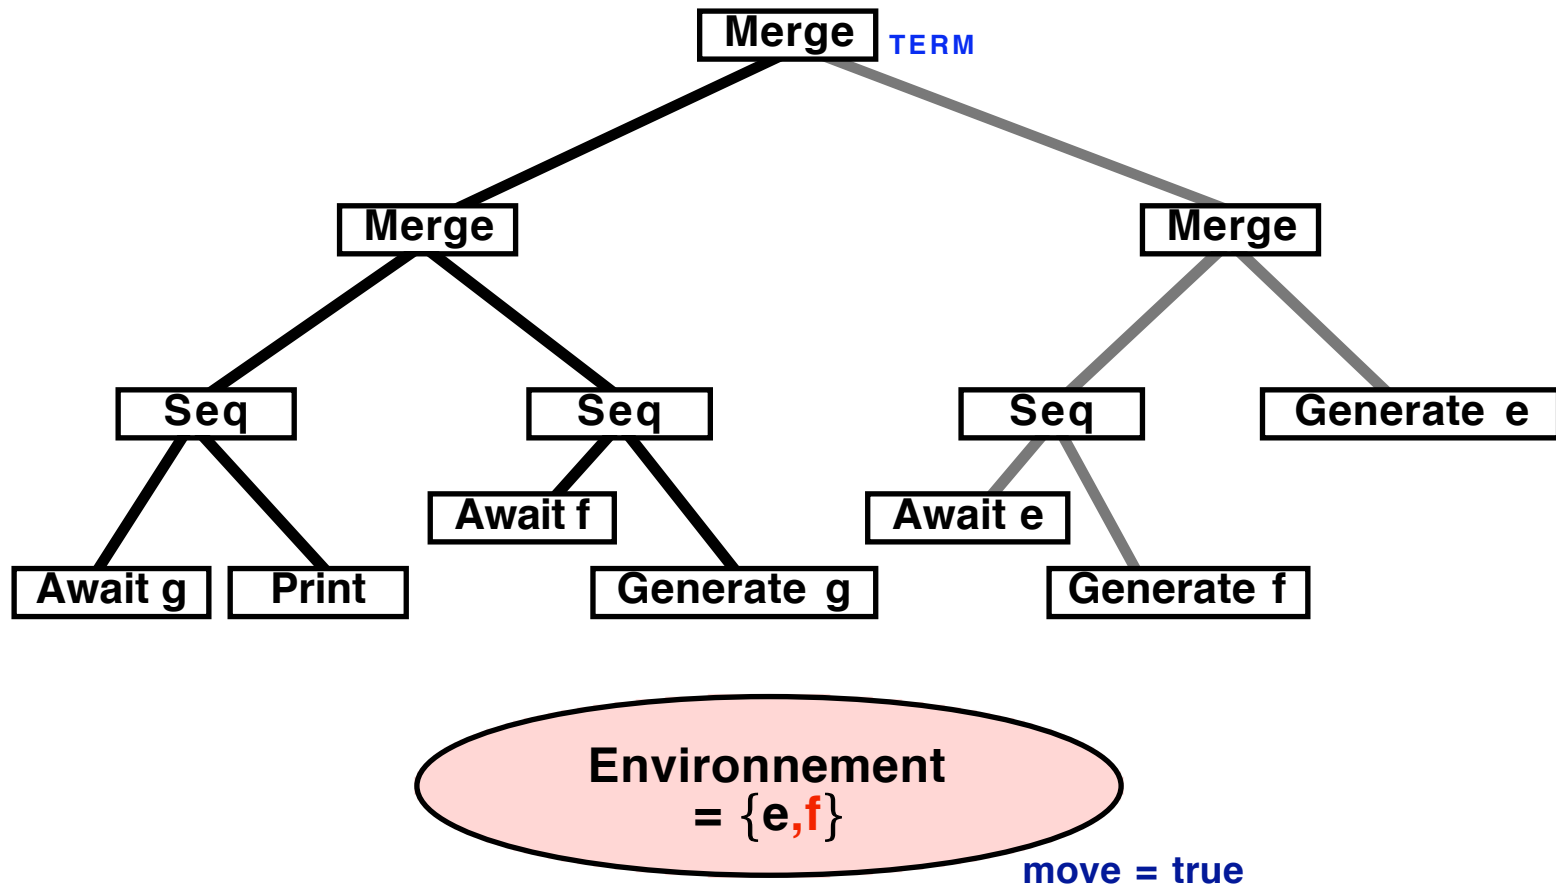 Merge TERM
Merge Merge
Seq Seq Seq Generate e
Await f Await e
Await g Print Generate g Generate f
Environnement
= {e,f}
move = true